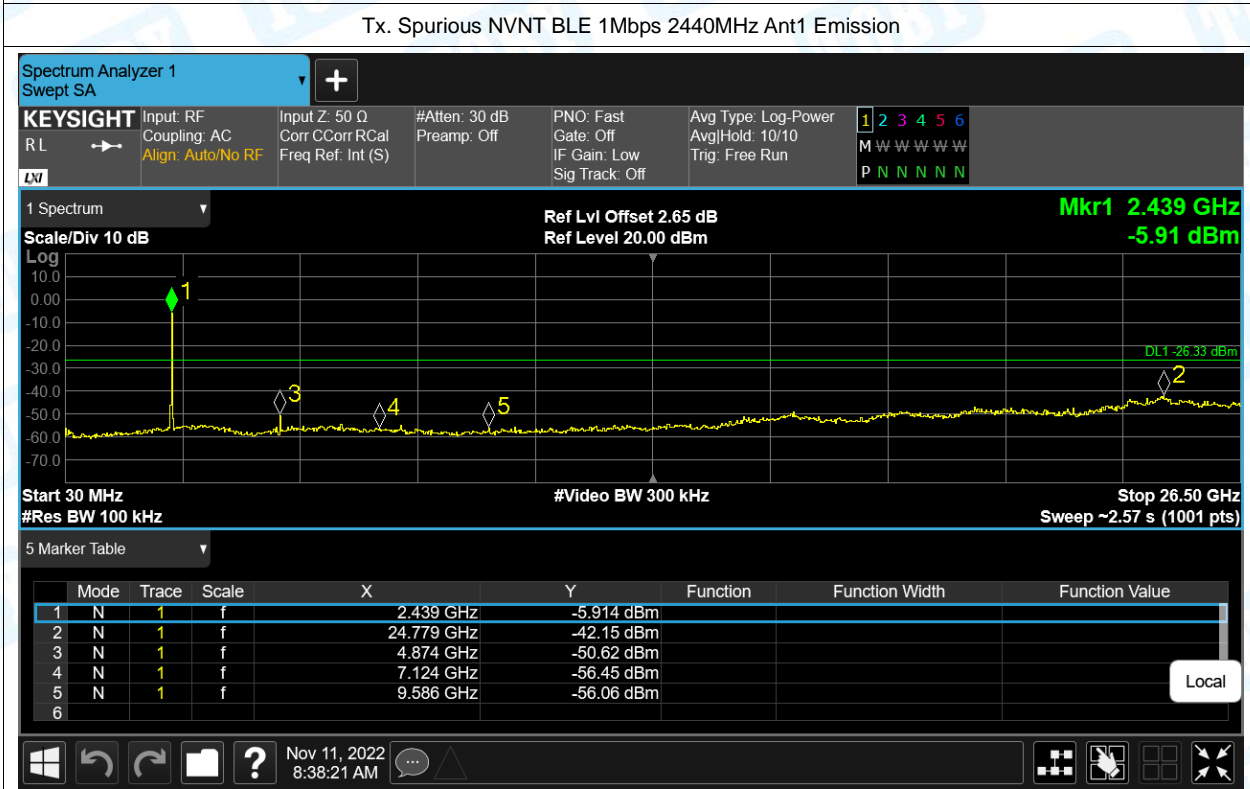 Tx. Spurious NVNT BLE 1Mbps 2440MHz Ant1 Emission
Spectrum Analyzer 1
Swept SA
KEYSIGHT Input: RF Input Z: 50 Ω #Atten: 30 dB PNO: Fast Avg Type: Log-Power 1 2 3 4 5 6
R L Coupling: AC Corr CCorr RCal Preamp: Off Gate: Off Avg|Hold: 10/10 M W W W W W
Align: Auto/No RF Freq Ref: Int (S) IF Gain: Low Trig: Free Run
LXI Sig Track: Off P N N N N N
1 Spectrum Ref Lvl Offset 2.65 dB Mkr1 2.439 GHz
Scale/Div 10 dB Ref Level 20.00 dBm -5.91 dBm
Log
10.0
0.00 1
-10.0
-20.0
DL1 -26.33 dBm
-30.0
2
-40.0 3
4 5
-50.0
-60.0
-70.0
Start 30 MHz #Video BW 300 kHz Stop 26.50 GHz
#Res BW 100 kHz Sweep ~2.57 s (1001 pts)
5 Marker Table
Mode Trace Scale X Y Function Function Width Function Value
1 N 1 f 2.439 GHz -5.914 dBm
2 N 1 f 24.779 GHz -42.15 dBm
3 N 1 f 4.874 GHz -50.62 dBm
4 N 1 f 7.124 GHz -56.45 dBm
5 N 1 f 9.586 GHz -56.06 dBm
6
Local
? Nov 11, 2022
8:38:21 AM